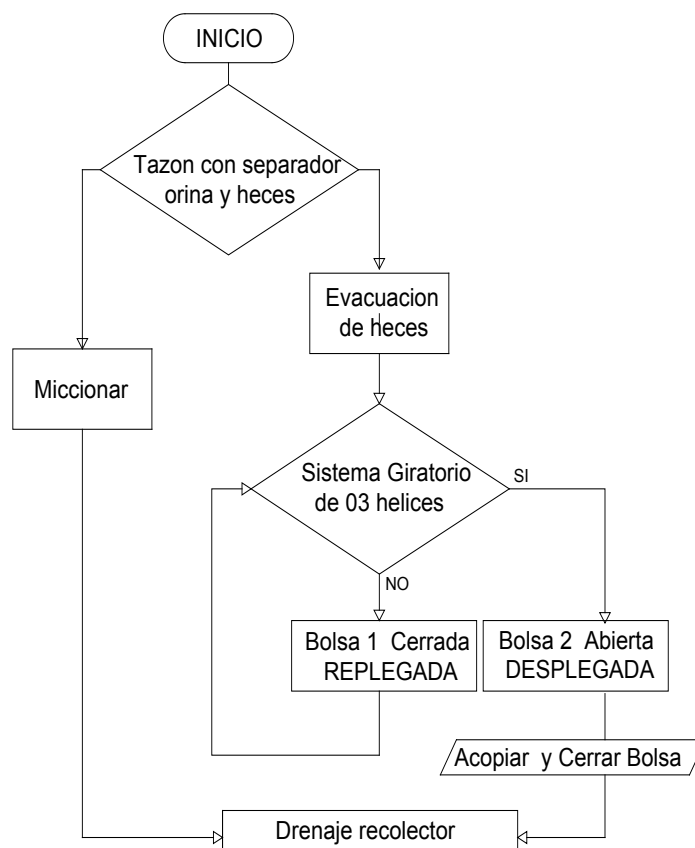 INICIO
Tazon con separador
orina y heces
Evacuacion
de heces
Miccionar
Sistema Giratorio
de 03 helices
SI
NO
Bolsa 1 Cerrada
REPLEGADA
Bolsa 2 Abierta
DESPLEGADA
Acopiar y Cerrar Bolsa
Drenaje recolector